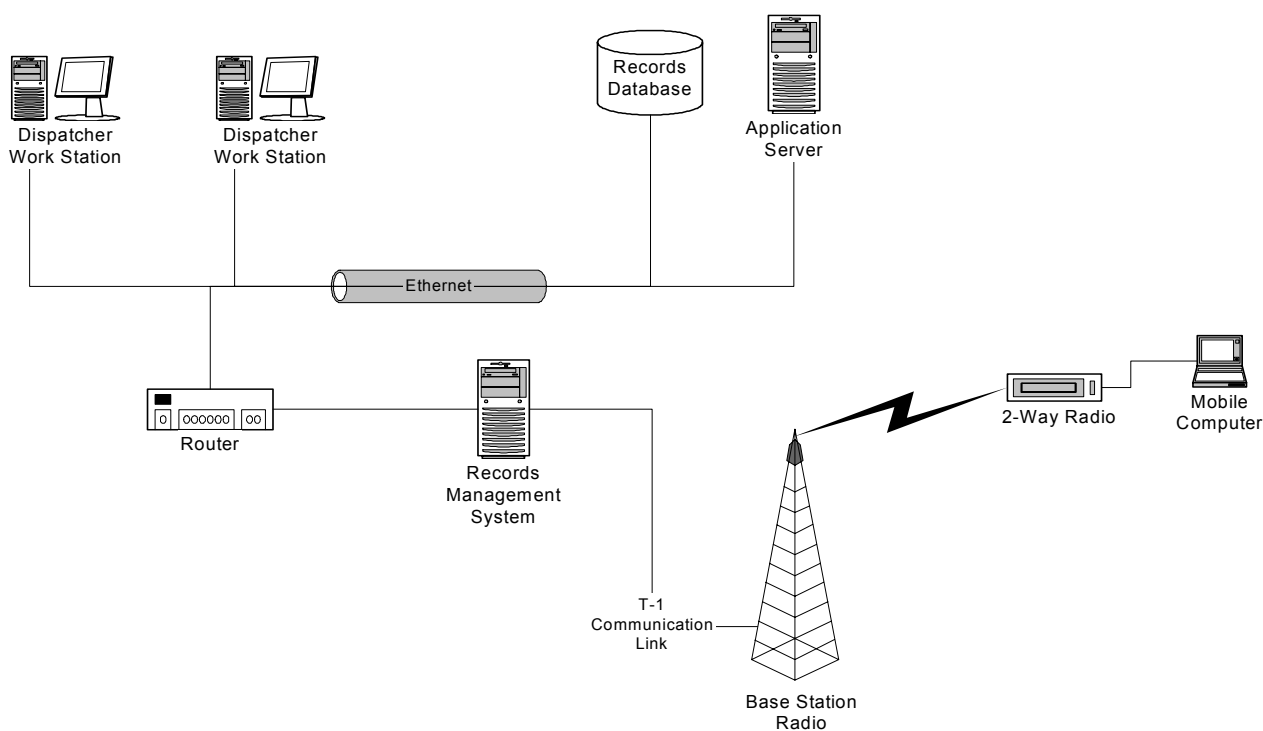 Dispatcher
Work Station
Dispatcher
Work Station
Records
Database
Application
Server
Ethernet
Router
Records
Management
System
T-1
Communication
Link
Base Station
Radio
2-Way Radio
Mobile
Computer